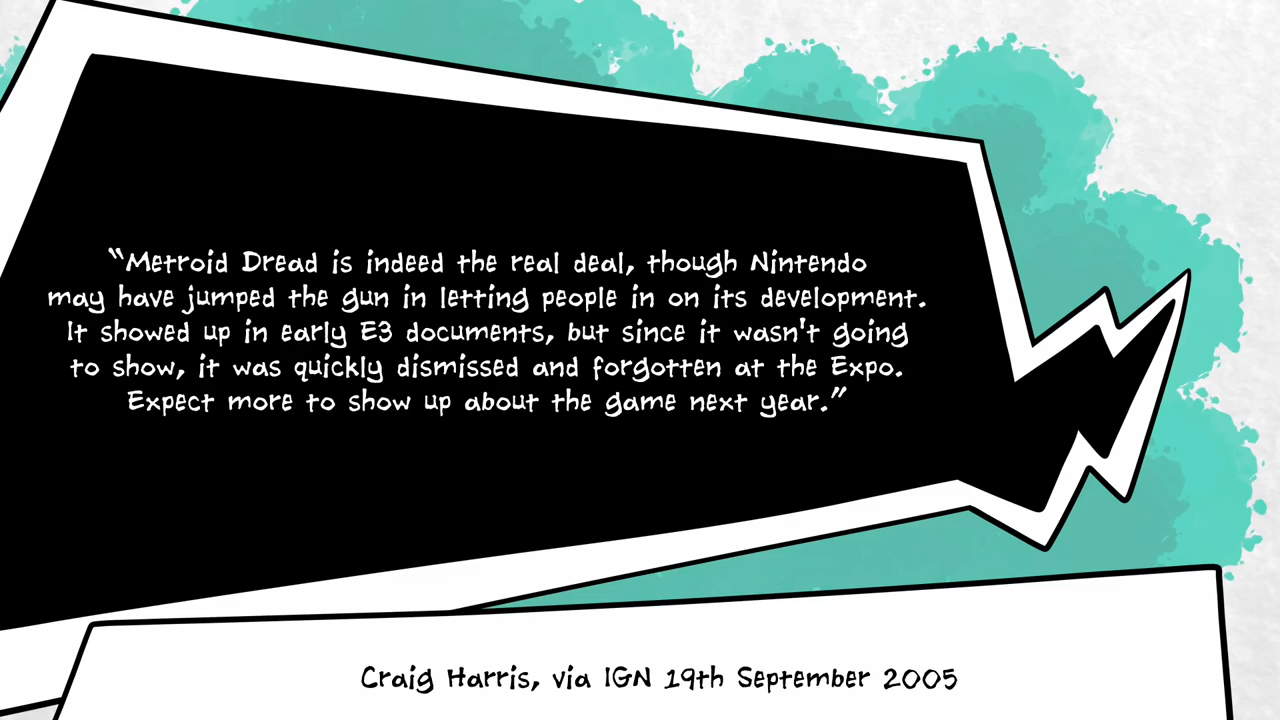 “Metroid Dread is indeed the real deal, though Nintendo
may have jumped the gun in letting people in on its development.
It showed up in early E3 documents, but since it wasn't going
to show, it was quickly dismissed and forgotten at the Expo.
Expect more to show up about the game next year.”
Craig Harris, via IGN 19th September 2005